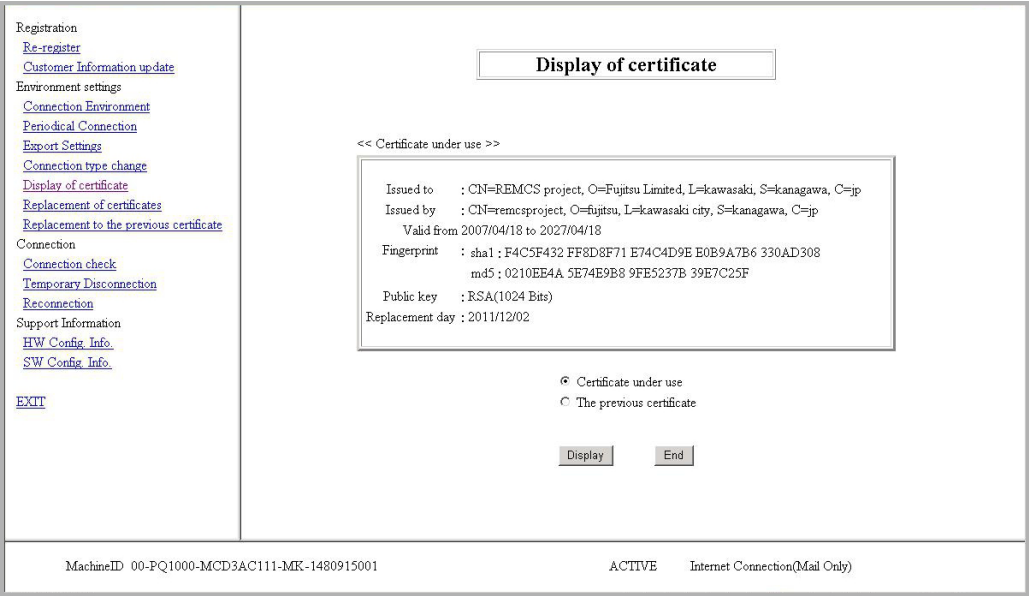 Registration
Re-register
Customer Information update
Environment settings
Connection Environment
Periodical Connection
Export Settings
Connection type change
Display of certificate
Replacement of certificates
Replacement to the previous certificate
Connection
Connection check
Temporary Disconnection
Reconnection
Support Information
HW Config. Info.
SW Config. Info.
EXIT
Display of certificate
<< Certificate under use >>
Issued to : CN=REMCS project, O=Fujitsu Limited, L=kawasaki, S=kanagawa, C=jp
Issued by : CN=remcsproject, O=fujitsu, L=kawasaki city, S=kanagawa, C=jp
Valid from 2007/04/18 to 2027/04/18
Fingerprint : sha1 : F4C5F432 FF8D8F71 E74C4D9E E0B9A7B6 330AD308
md5 : 0210EE4A 5E74E9B8 9FE5237B 39E7C25F
Public key : RSA(1024 Bits)
Replacement day : 2011/12/02
Certificate under use
The previous certificate
Display End
MachineID 00-PQ1000-MCD3AC111-MK-1480915001 ACTIVE Internet Connection(Mail Only)